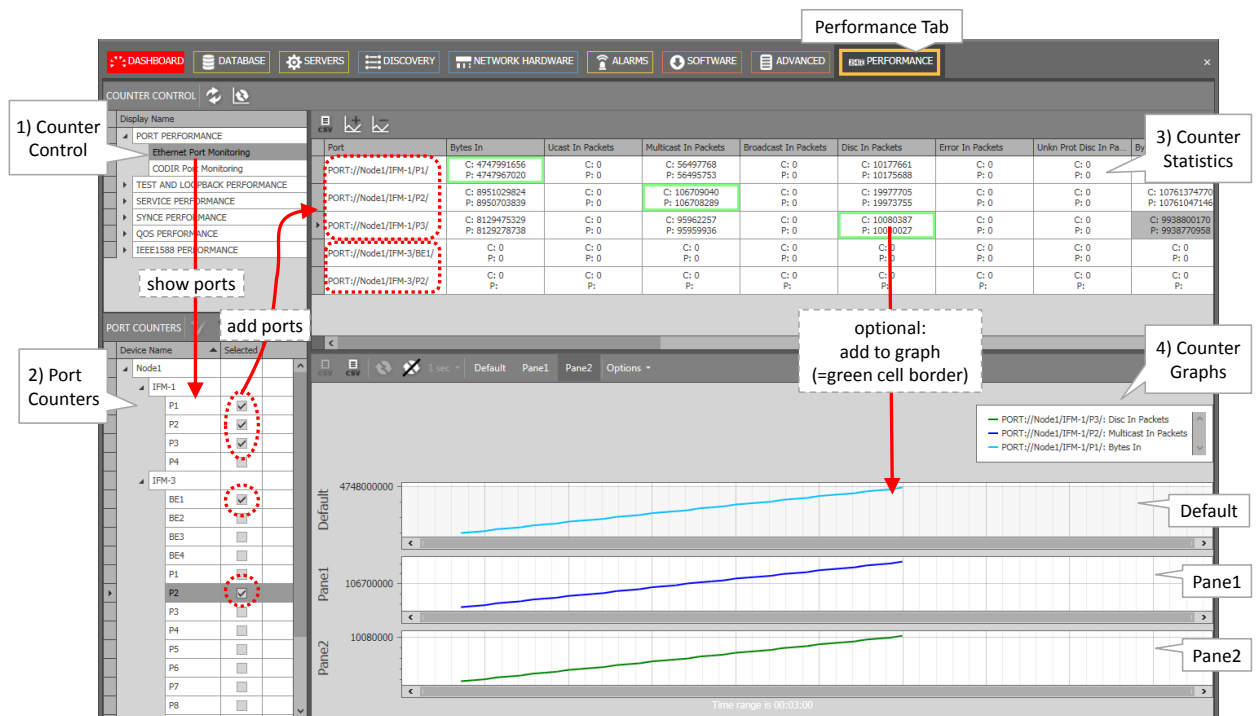 Performance Tab
DASHBOARD DATABASE SERVERS DISCOVERY NETWORK HARDWARE ALARMS SOFTWARE ADVANCED PERFORMANCE ×
COUNTER CONTROL
1) Counter
Control
Display Name
PORT PERFORMANCE
Ethernet Port Monitoring
CODIR Port Monitoring
TEST AND LOOPBACK PERFORMANCE
SERVICE PERFORMANCE
SYNCE PERFORMANCE
QOS PERFORMANCE
IEEE1588 PERFORMANCE
show ports
add ports
CSV
3) Counter
Statistics
Port Bytes In Ucast In Packets Multicast In Packets Broadcast In Packets Disc In Packets Error In Packets Unkn Prot Disc In Pa... By
PORT://Node1/IFM-1/P1/
C: 4747991656 C: 0 C: 56497768 C: 0 C: 10177661 C: 0 C: 0
P: 4747967020 P: 0 P: 56495753 P: 0 P: 10175688 P: 0 P: 0
PORT://Node1/IFM-1/P2/
C: 8951029824 C: 0 C: 106709040 C: 0 C: 19977705 C: 0 C: 0 C: 10761374770
P: 8950703839 P: 0 P: 106708289 P: 0 P: 19973755 P: 0 P: 0 P: 10761047146
PORT://Node1/IFM-1/P3/
C: 8129475329 C: 0 C: 95962257 C: 0 C: 10080387 C: 0 C: 0 C: 9938800170
P: 8129278738 P: 0 P: 95959936 P: 0 P: 0 P: 0 P: 9938770958
PORT://Node1/IFM-3/BE1/
C: 0 C: 0 C: 0 C: 0 C: 0 C: 0 C: 0 C: 0
P: 0 P: 0 P: 0 P: 0 P: 0 P: 0 P: 0 P: 0
PORT://Node1/IFM-3/P2/
C: 0 C: 0 C: 0 C: 0 C: 0 C: 0 C: 0 C: 0
P: P: P: P: P: P: P: P:
optional:
add to graph
(=green cell border)
PORT COUNTERS
2) Port
Counters
Device Name Selected
Node1
IFM-1
P1
P2
P3
P4
IFM-3
BE1
BE2
BE3
BE4
P1
P2
P3
P4
P5
P6
P7
P8
CSV CSV 1 sec Default Pane1 Pane2 Options
4) Counter
Graphs
PORT://Node1/IFM-1/P3/: Disc In Packets
PORT://Node1/IFM-1/P2/: Multicast In Packets
PORT://Node1/IFM-1/P1/: Bytes In
Default
4748000000
Default
Pane1
106700000
Pane1
Pane2
10080000
Pane2
Time range is 00:03:00